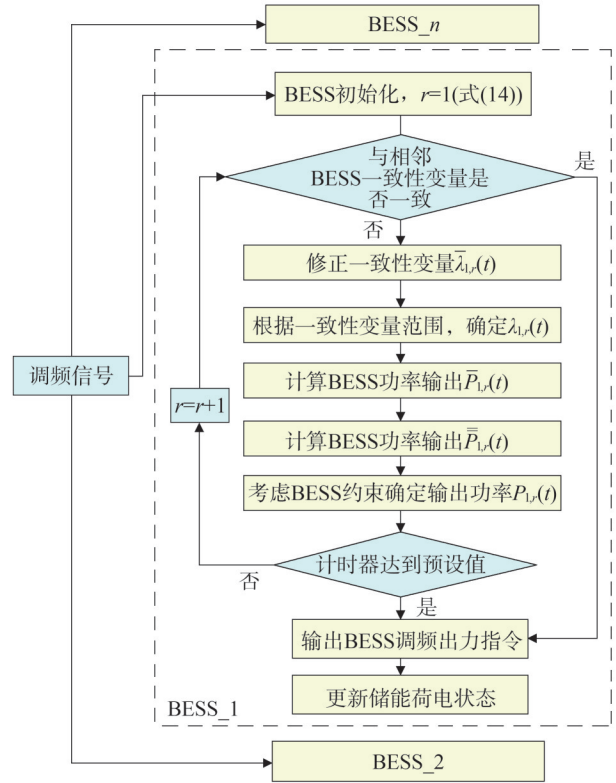 BESS_n
BESS初始化，r=1(式(14))
与相邻
BESS一致性变量是
否一致
是
否
修正一致性变量λ̅₁,ᵣ(t)
根据一致性变量范围，确定λ₁,ᵣ(t)
调频信号
r=r+1
计算BESS功率输出P̅₁,ᵣ(t)
计算BESS功率输出P̿₁,ᵣ(t)
考虑BESS约束确定输出功率P₁,ᵣ(t)
计时器达到预设值
否
是
输出BESS调频出力指令
更新储能荷电状态
BESS_1
BESS_2